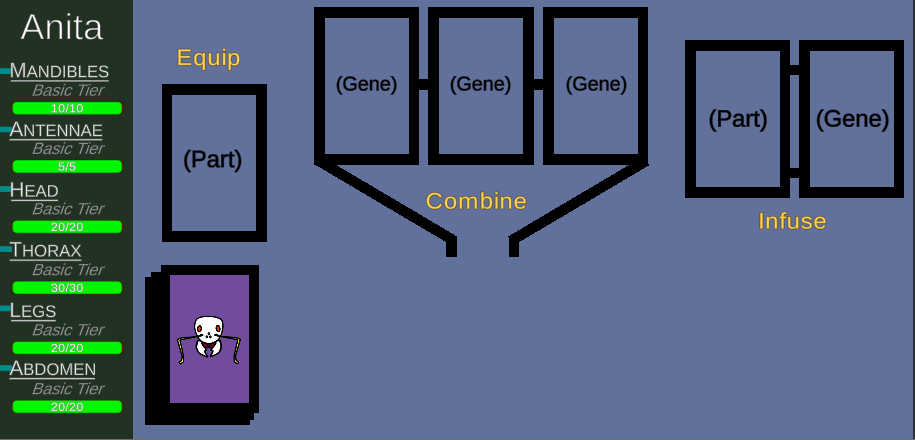 Anita
MANDIBLES
Basic Tier
10/10
ANTENNAE
Basic Tier
5/5
HEAD
Basic Tier
20/20
THORAX
Basic Tier
30/30
LEGS
Basic Tier
20/20
ABDOMEN
Basic Tier
20/20
Equip
(Part)
(Gene) (Gene) (Gene)
Combine
(Part) (Gene)
Infuse